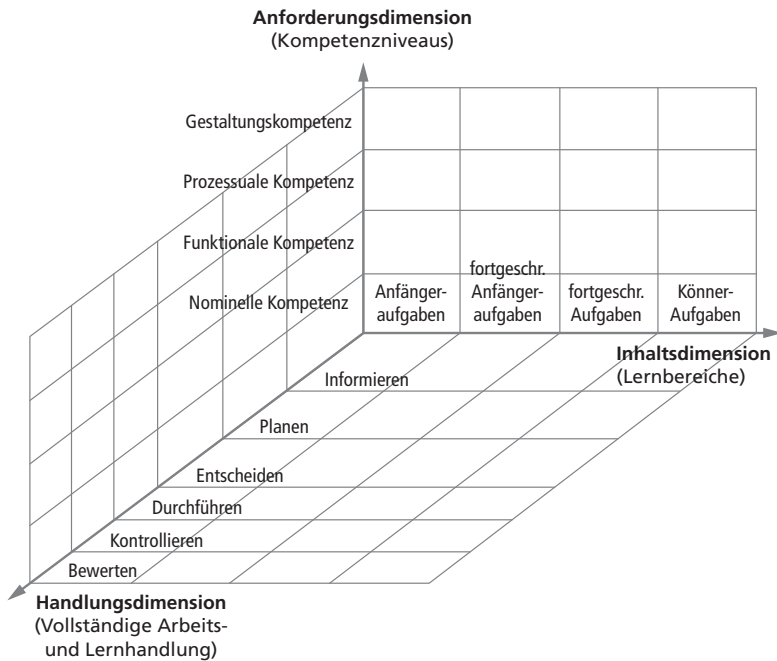 Anforderungsdimension
(Kompetenzniveaus)
Gestaltungskompetenz
Prozessuale Kompetenz
Funktionale Kompetenz
Nominelle Kompetenz
Anfänger-
aufgaben
fortgeschr.
Anfänger-
aufgaben
fortgeschr.
Aufgaben
Könner-
Aufgaben
Inhaltsdimension
(Lernbereiche)
Informieren
Planen
Entscheiden
Durchführen
Kontrollieren
Bewerten
Handlungsdimension
(Vollständige Arbeits-
und Lernhandlung)